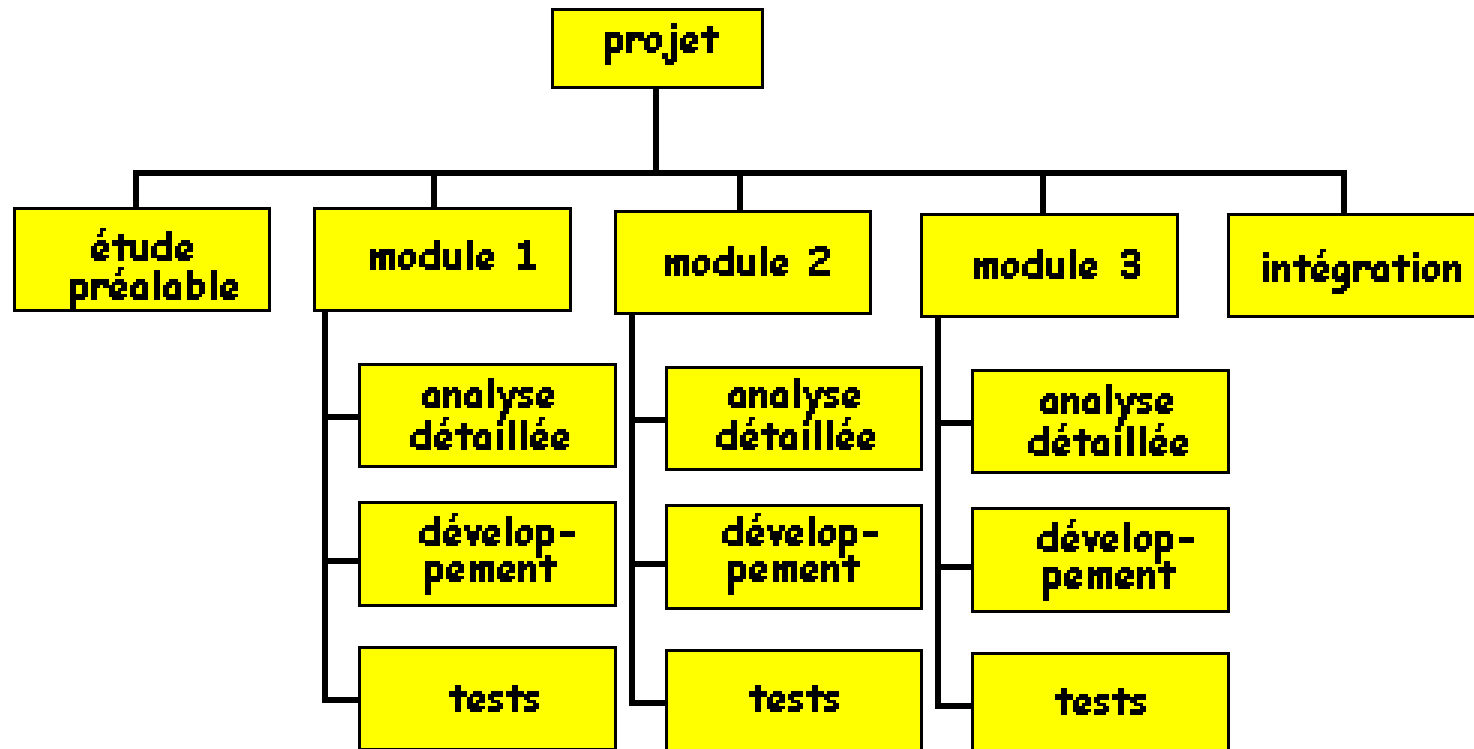 projet
étude
préalable
module 1
module 2
module 3
intégration
analyse
détaillée
analyse
détaillée
analyse
détaillée
dévelop-
pement
dévelop-
pement
dévelop-
pement
tests
tests
tests